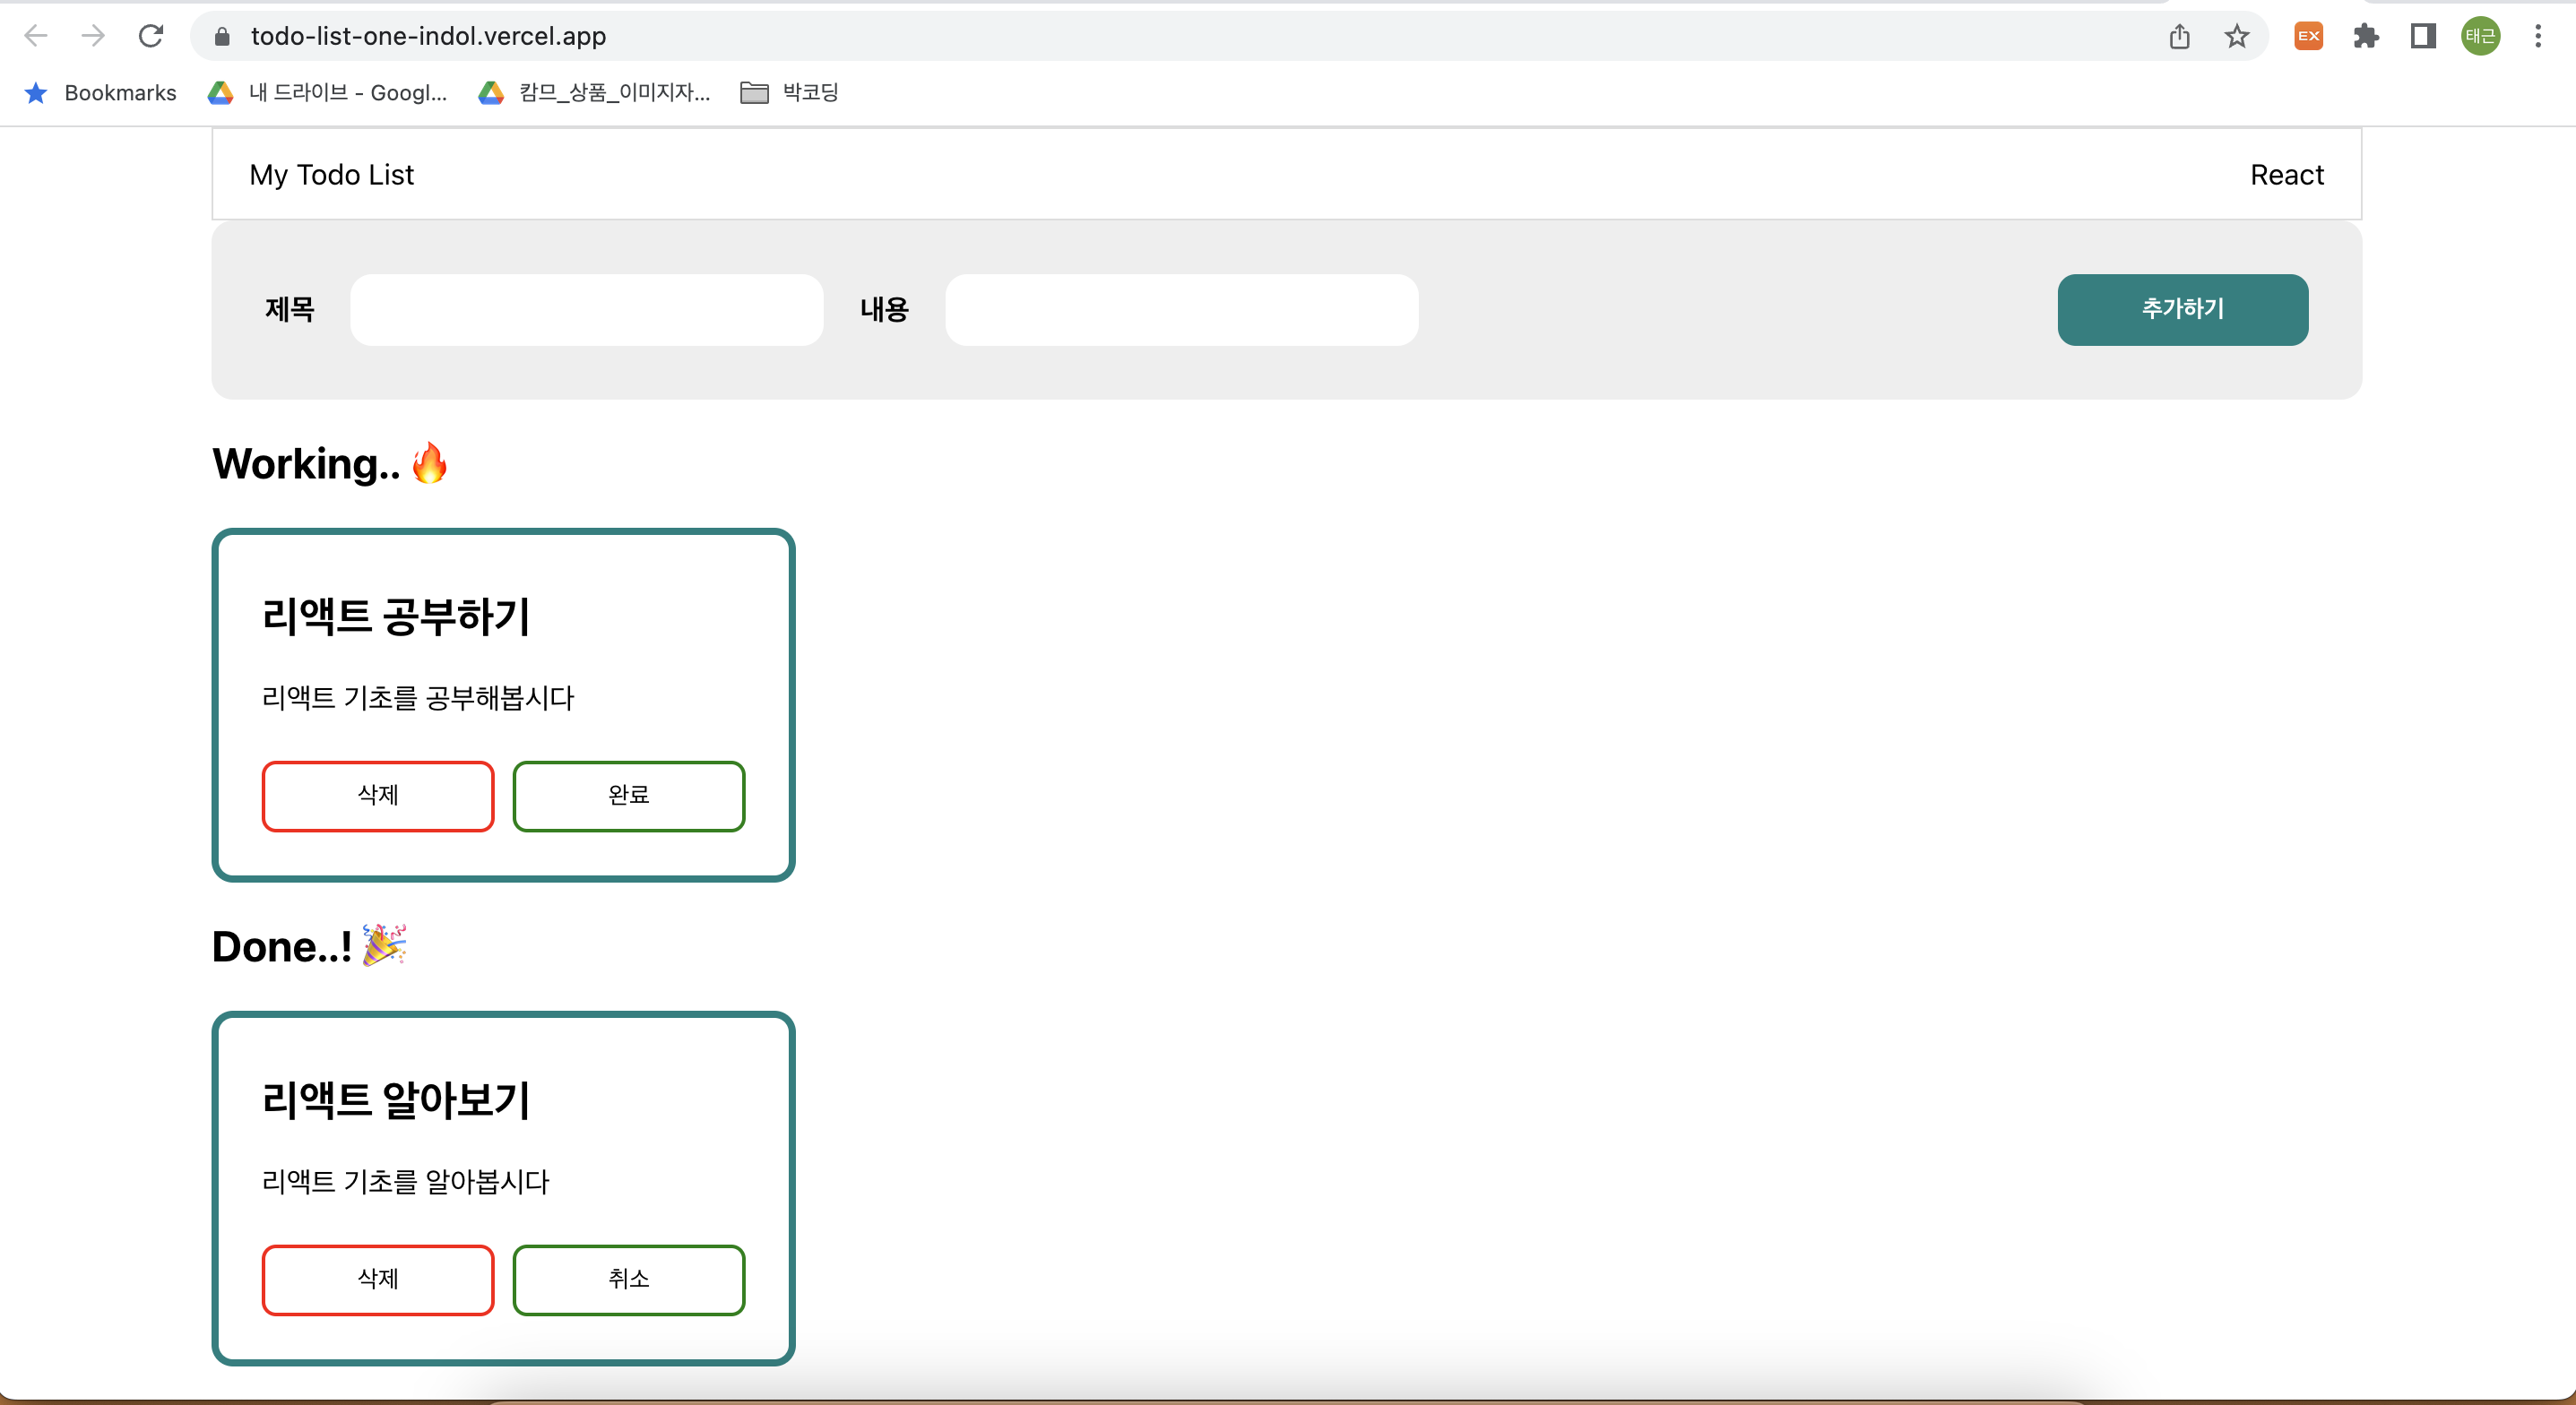 todo-list-one-indol.vercel.app
EX
태근
Bookmarks
내 드라이브 - Googl...
캄므_상품_이미지자...
박코딩
My Todo List
React
제목
내용
추가하기
Working.. 🔥
리액트 공부하기
리액트 기초를 공부해봅시다
삭제
완료
Done..! 🎉
리액트 알아보기
리액트 기초를 알아봅시다
삭제
취소